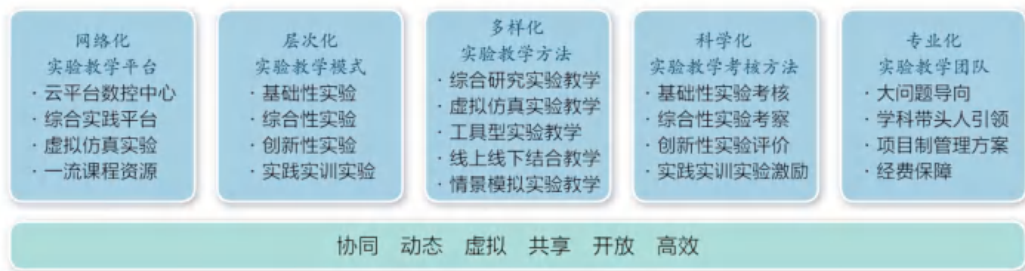 网络化
实验教学平台
· 云平台数控中心
· 综合实践平台
· 虚拟仿真实验
· 一流课程资源
层次化
实验教学模式
· 基础性实验
· 综合性实验
· 创新性实验
· 实践实训实验
多样化
实验教学方法
· 综合研究实验教学
· 虚拟仿真实验教学
· 工具型实验教学
· 线上线下结合教学
· 情景模拟实验教学
科学化
实验教学考核方法
· 基础性实验考核
· 综合性实验考察
· 创新性实验评价
· 实践实训实验激励
专业化
实验教学团队
· 大问题导向
· 学科带头人引领
· 项目制管理方案
· 经费保障
协同 动态 虚拟 共享 开放 高效